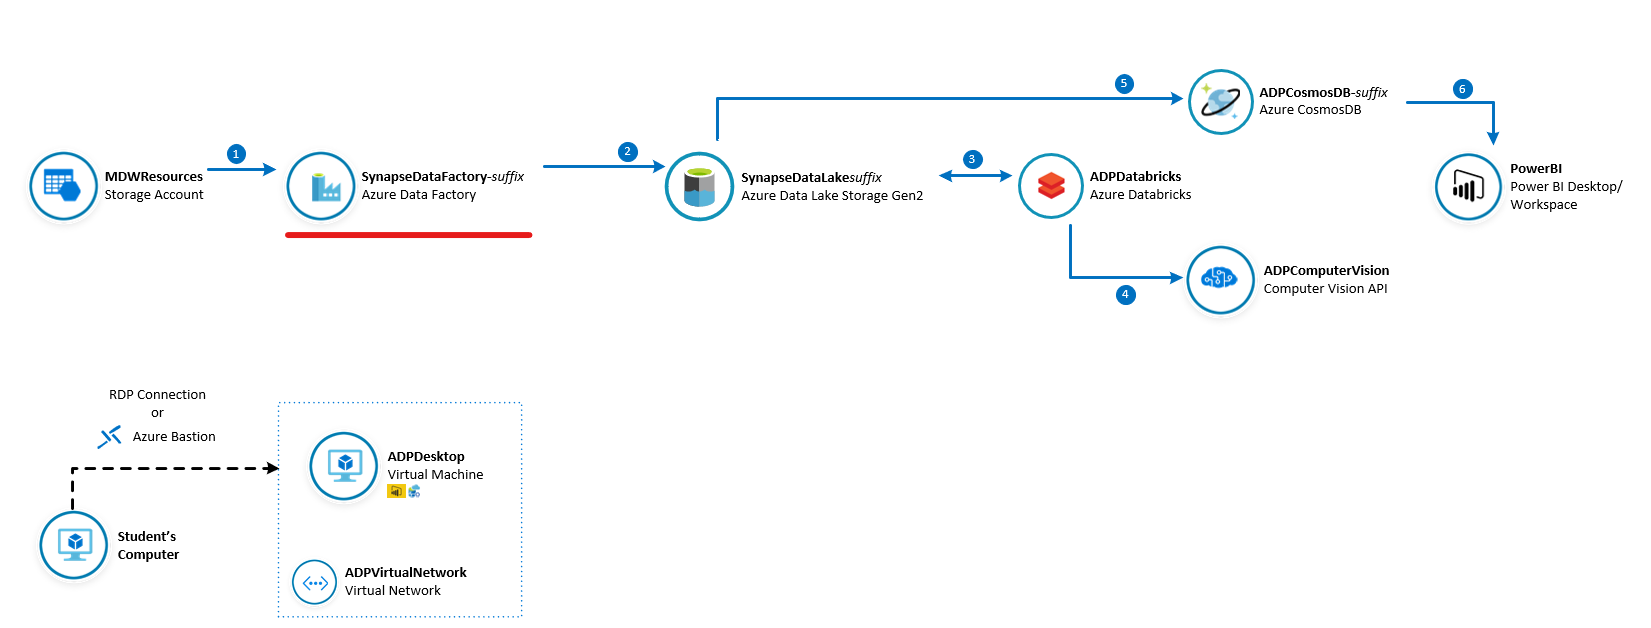 5
ADPCosmosDB-suffix
Azure CosmosDB
6
1
2
3
MDWResources
Storage Account
SynapseDataFactory-suffix
Azure Data Factory
SynapseDataLakesuffix
Azure Data Lake Storage Gen2
ADPDatabricks
Azure Databricks
PowerBI
Power BI Desktop/
Workspace
4
ADPComputerVision
Computer Vision API
RDP Connection
or
Azure Bastion
ADPDesktop
Virtual Machine
Student's
Computer
ADPVirtualNetwork
Virtual Network